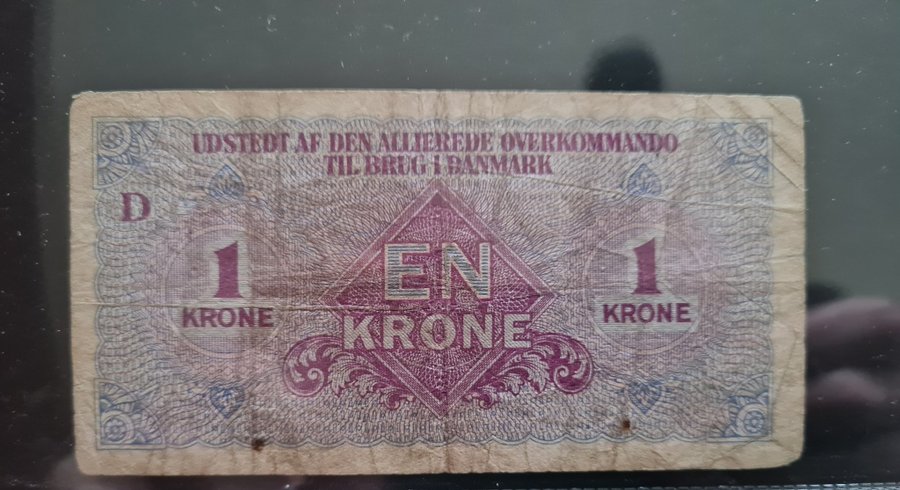 UDSTEDT AF DEN ALLIEREDE OVERKOMMANDO
TIL BRUG I DANMARK
D
1
KRONE
EN
KRONE
1
KRONE